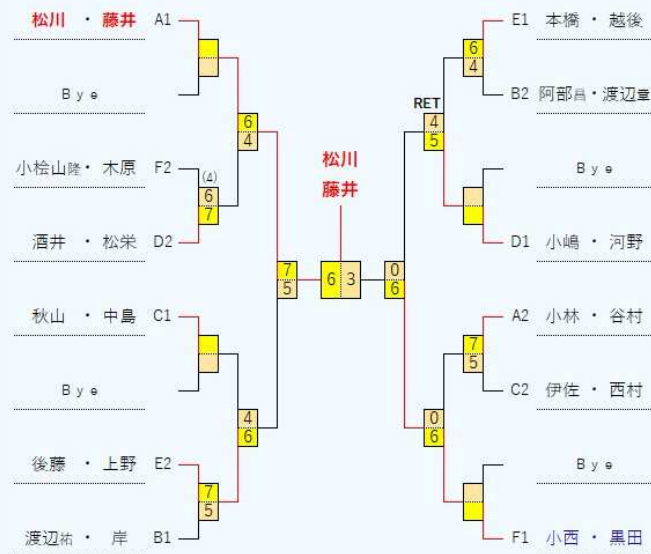 松川 ・ 藤井 A1
Bye
小桧山隆・ 木原 F2
酒井 ・ 松栄 D2
秋山 ・ 中島 C1
Bye
後藤 ・ 上野 E2
渡辺祐・ 岸 B1
6
4
(4)
6
7
7
5
4
6
7
5
松川
藤井
6 3
E1 本橋 ・ 越後
B2 阿部昌・渡辺章
Bye
D1 小嶋 ・ 河野
A2 小林 ・ 谷村
C2 伊佐 ・ 西村
Bye
F1 小西 ・ 黒田
6
4
RET
4
5
0
6
7
5
0
6